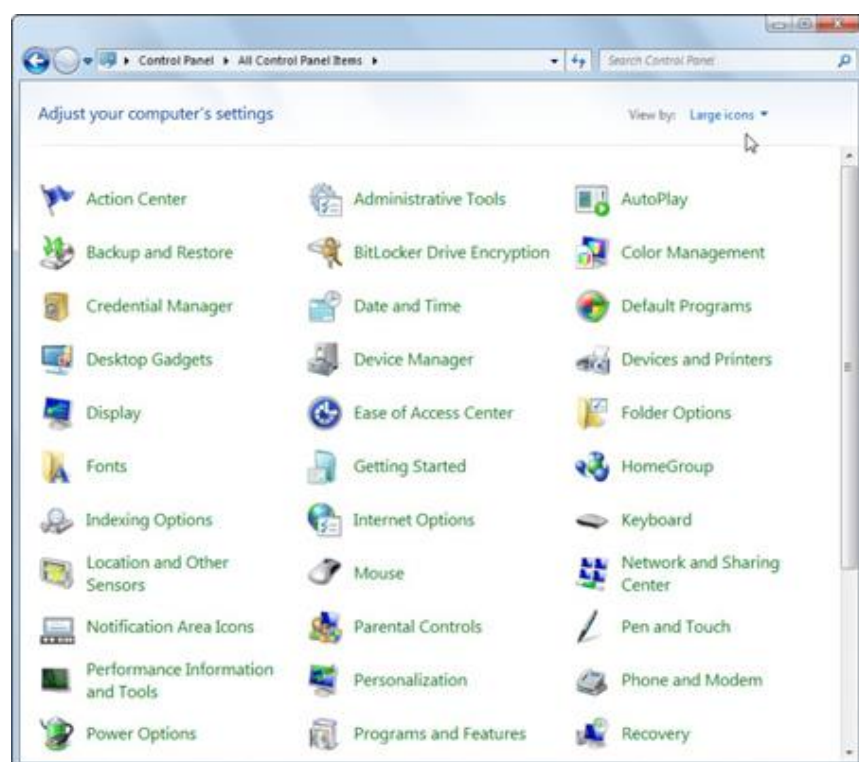 Control Panel ▸ All Control Panel Items ▸
Search Control Panel
Adjust your computer's settings
View by: Large icons
Action Center
Administrative Tools
AutoPlay
Backup and Restore
BitLocker Drive Encryption
Color Management
Credential Manager
Date and Time
Default Programs
Desktop Gadgets
Device Manager
Devices and Printers
Display
Ease of Access Center
Folder Options
Fonts
Getting Started
HomeGroup
Indexing Options
Internet Options
Keyboard
Location and Other
Sensors
Mouse
Network and Sharing
Center
Notification Area Icons
Parental Controls
Pen and Touch
Performance Information
and Tools
Personalization
Phone and Modem
Power Options
Programs and Features
Recovery